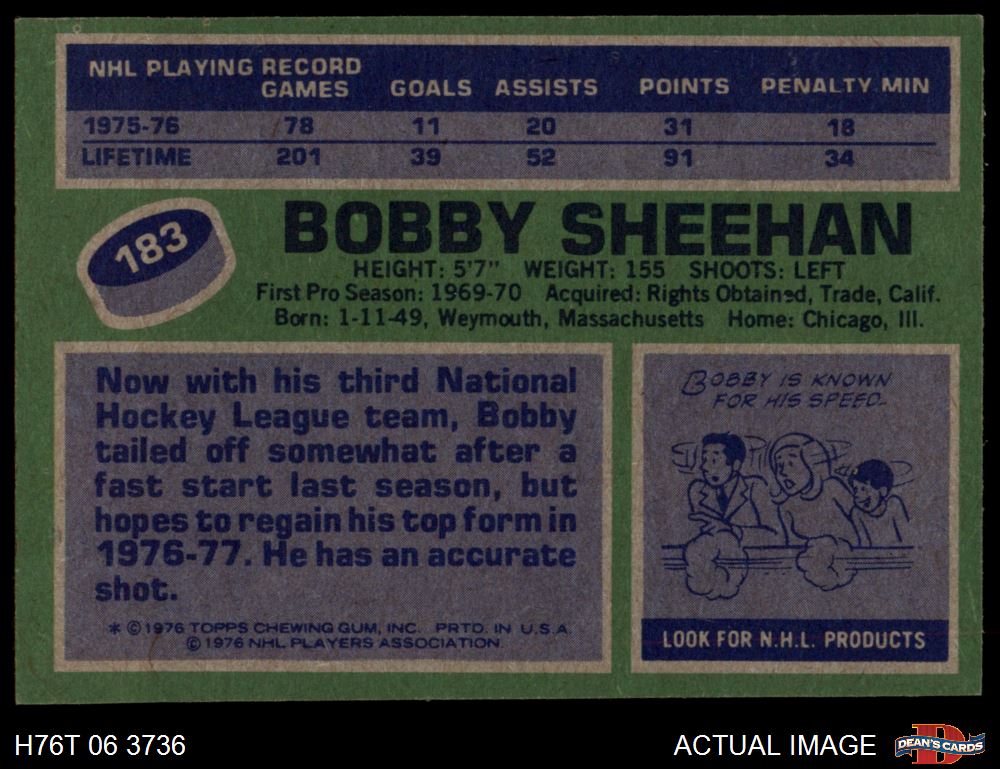 NHL PLAYING RECORD
GAMES GOALS ASSISTS POINTS PENALTY MIN
1975-76 78 11 20 31 18
LIFETIME 201 39 52 91 34
183
BOBBY SHEEHAN
HEIGHT: 5'7" WEIGHT: 155 SHOOTS: LEFT
First Pro Season: 1969-70 Acquired: Rights Obtained, Trade, Calif.
Born: 1-11-49, Weymouth, Massachusetts Home: Chicago, Ill.
Now with his third National
Hockey League team, Bobby
tailed off somewhat after a
fast start last season, but
hopes to regain his top form in
1976-77. He has an accurate
shot.
* © 1976 TOPPS CHEWING GUM, INC. PRTD. IN U.S.A.
© 1976 NHL PLAYERS ASSOCIATION
BOBBY IS KNOWN
FOR HIS SPEED.
LOOK FOR N.H.L. PRODUCTS
H76T 06 3736
ACTUAL IMAGE
D
DEAN'S CARDS